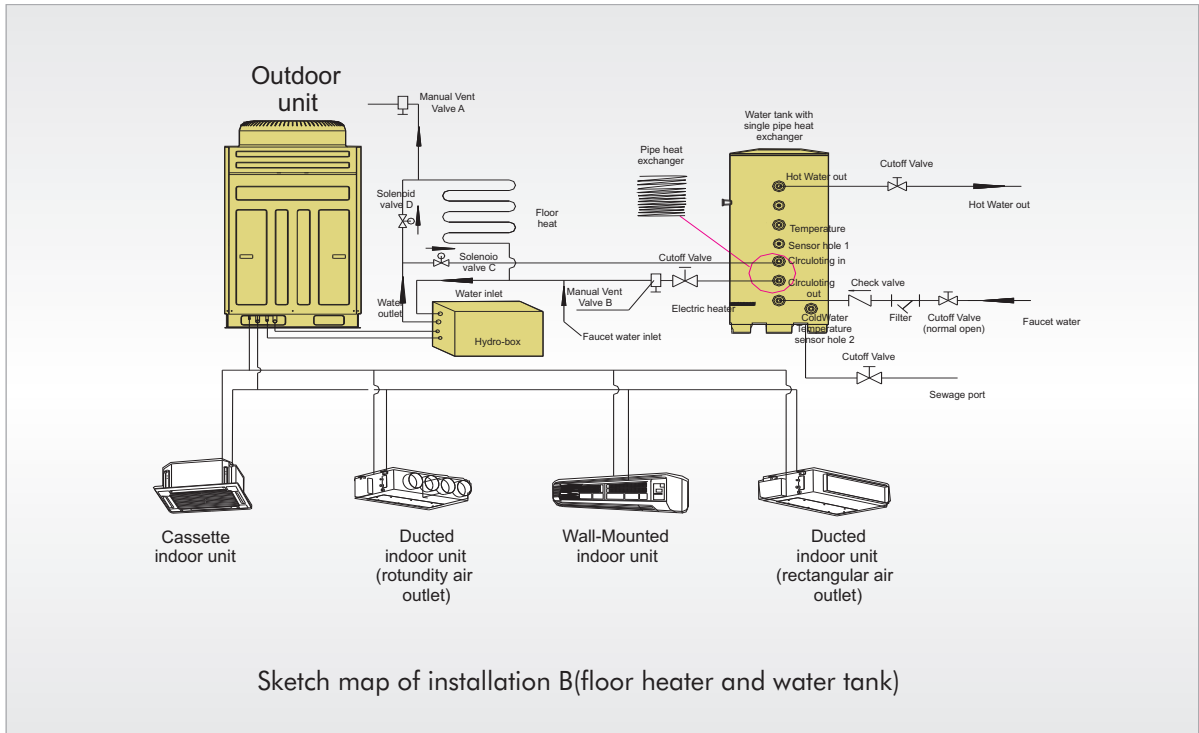 Outdoor
unit
Manual Vent
Valve A
Solenoid
valve D
Floor
heat
Solenoio
valve C
Water
outlet
Water inlet
Hydro-box
Faucet water inlet
Manual Vent
Valve B
Cutoff Valve
Pipe heat
exchanger
Water tank with
single pipe heat
exchanger
Hot Water out
Temperature
Sensor hole 1
CIrculoting in
CIrculoting
out
Electric heater
ColdWater
Temperature
sensor hole 2
Cutoff Valve
Hot Water out
Check valve
Filter
Cutoff Valve
(normal open)
Faucet water
Cutoff Valve
Sewage port
Cassette
indoor unit
Ducted
indoor unit
(rotundity air
outlet)
Wall-Mounted
indoor unit
Ducted
indoor unit
(rectangular air
outlet)
Sketch map of installation B(floor heater and water tank)